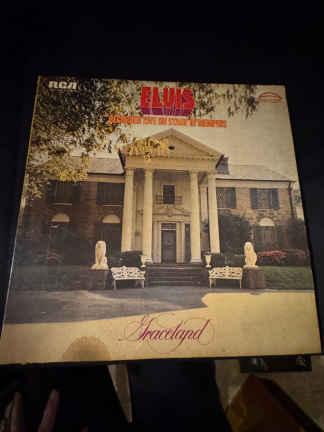 RCA
ELVIS
RECORDED LIVE ON STAGE IN MEMPHIS
Graceland